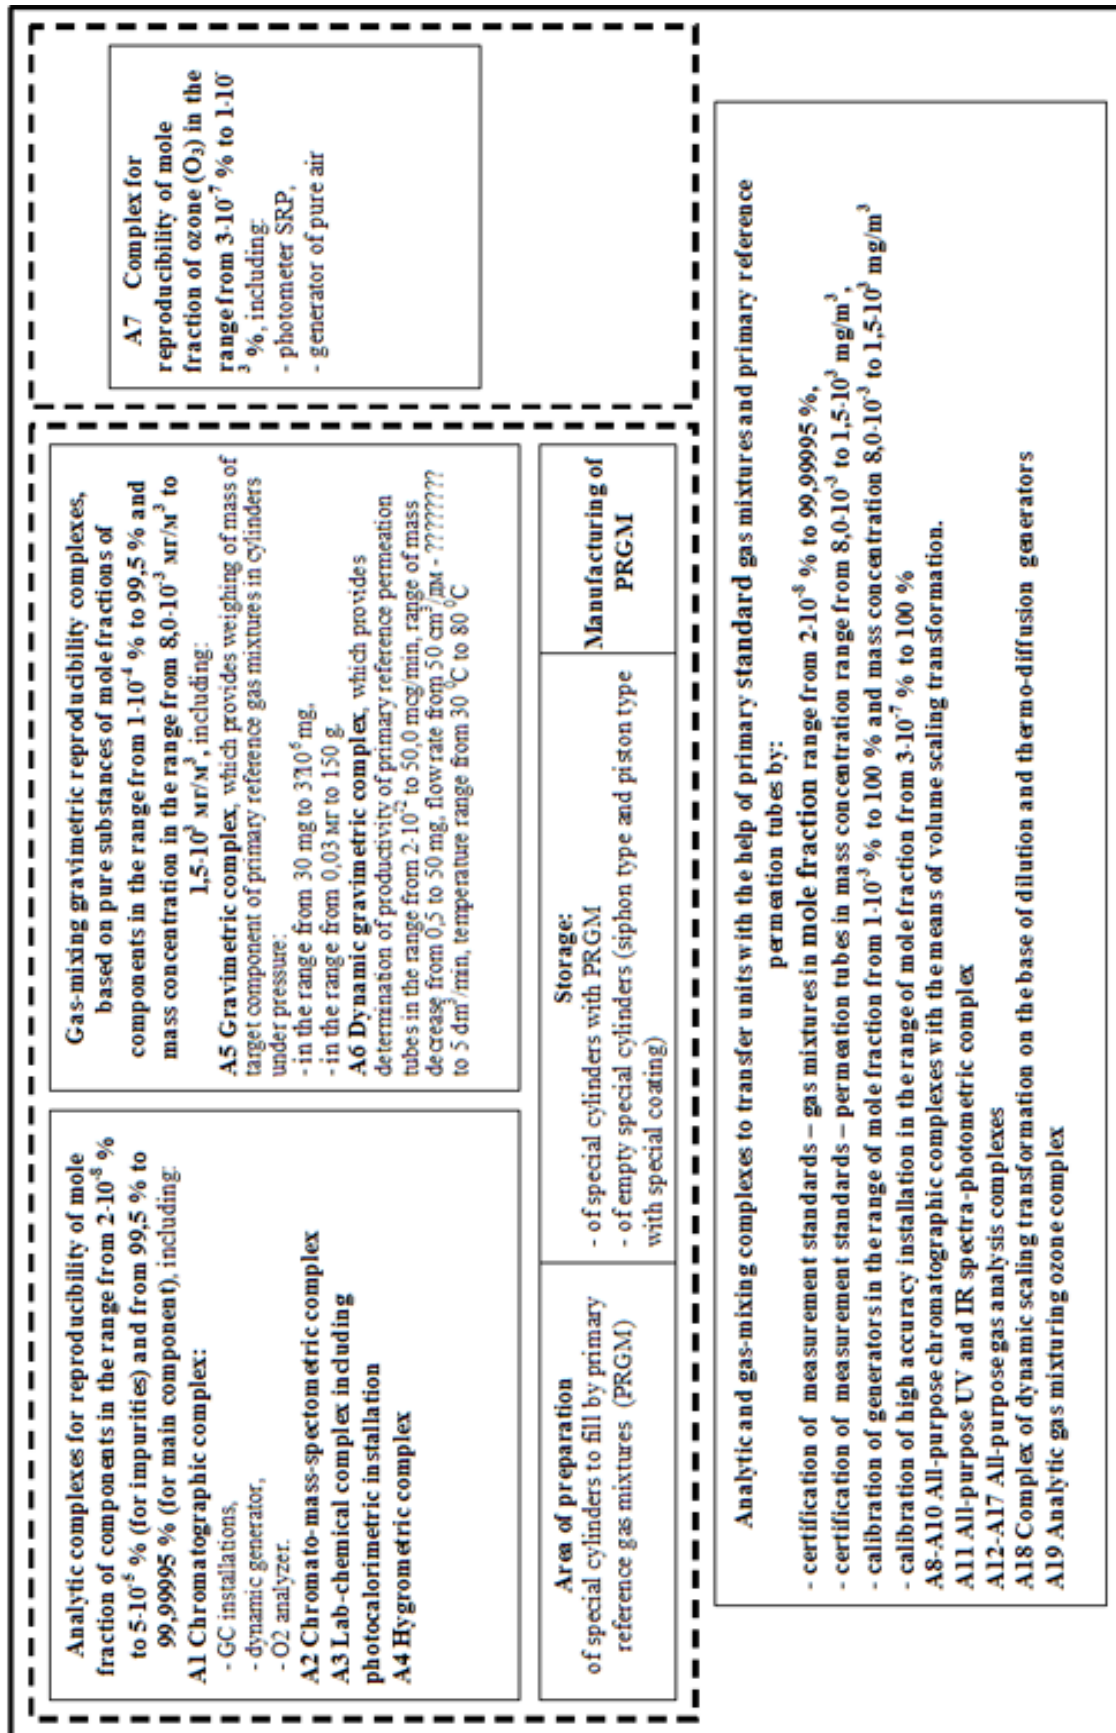 Analytic complexes for reproducibility of mole
fraction of components in the range from 2·10⁻⁸ %
to 5·10⁻⁵ % (for impurities) and from 99,5 % to
99,99995 % (for main component), including:
A1 Chromatographic complex:
- GC installations,
- dynamic generator,
- O2 analyzer.
A2 Chromato-mass-spectometric complex
A3 Lab-chemical complex including
photocalorimetric installation
A4 Hygrometric complex
Gas-mixing gravimetric reproducibility complexes,
based on pure substances of mole fractions of
components in the range from 1·10⁻⁴ % to 99,5 % and
mass concentration in the range from 8,0·10⁻³ мг/м³ to
1,5·10³ мг/м³, including:
A5 Gravimetric complex, which provides weighing of mass of
target component of primary reference gas mixtures in cylinders
under pressure:
- in the range from 30 mg to 3?10⁶ mg,
- in the range from 0,03 мг to 150 g.
A6 Dynamic gravimetric complex, which provides
determination of productivity of primary reference permeation
tubes in the range from 2·10⁻² to 50,0 mcg/min, range of mass
decrease from 0,5 to 50 mg, flow rate from 50 cm³/пм - ?????????
to 5 dm³/min, temperature range from 30 ⁰C to 80 ⁰C
A7 Complex for
reproducibility of mole
fraction of ozone (O₃) in the
range from 3·10⁻⁷ % to 1·10⁻
³ %, including:
- photometer SRP,
- generator of pure air
Area of preparation
of special cylinders to fill by primary
reference gas mixtures (PRGM)
Storage:
- of special cylinders with PRGM
- of empty special cylinders (siphon type and piston type
with special coating)
Manufacturing of
PRGM
Analytic and gas-mixing complexes to transfer units with the help of primary standard gas mixtures and primary reference
permention tubes by:
- certification of measurement standards – gas mixtures in mole fraction range from 2·10⁻⁸ % to 99,99995 %,
- certification of measurement standards – permention tubes in mass concentration range from 8,0·10⁻³ to 1,5·10³ mg/m³,
- calibration of generators in the range of mole fraction from 1·10⁻³ % to 100 % and mass concentration 8,0·10⁻³ to 1,5·10³ mg/m³
- calibration of high accuracy installation in the range of mole fraction from 3·10⁻⁷ % to 100 %
A8-A10 All-purpose chromatographic complexes with the means of volume scaling transformation.
A11 All-purpose UV and IR spectra-photometric complex
A12-A17 All-purpose gas analysis complexes
A18 Complex of dynamic scaling transformation on the base of dilution and thermo-diffusion generators
A19 Analytic gas mixturing ozone complex